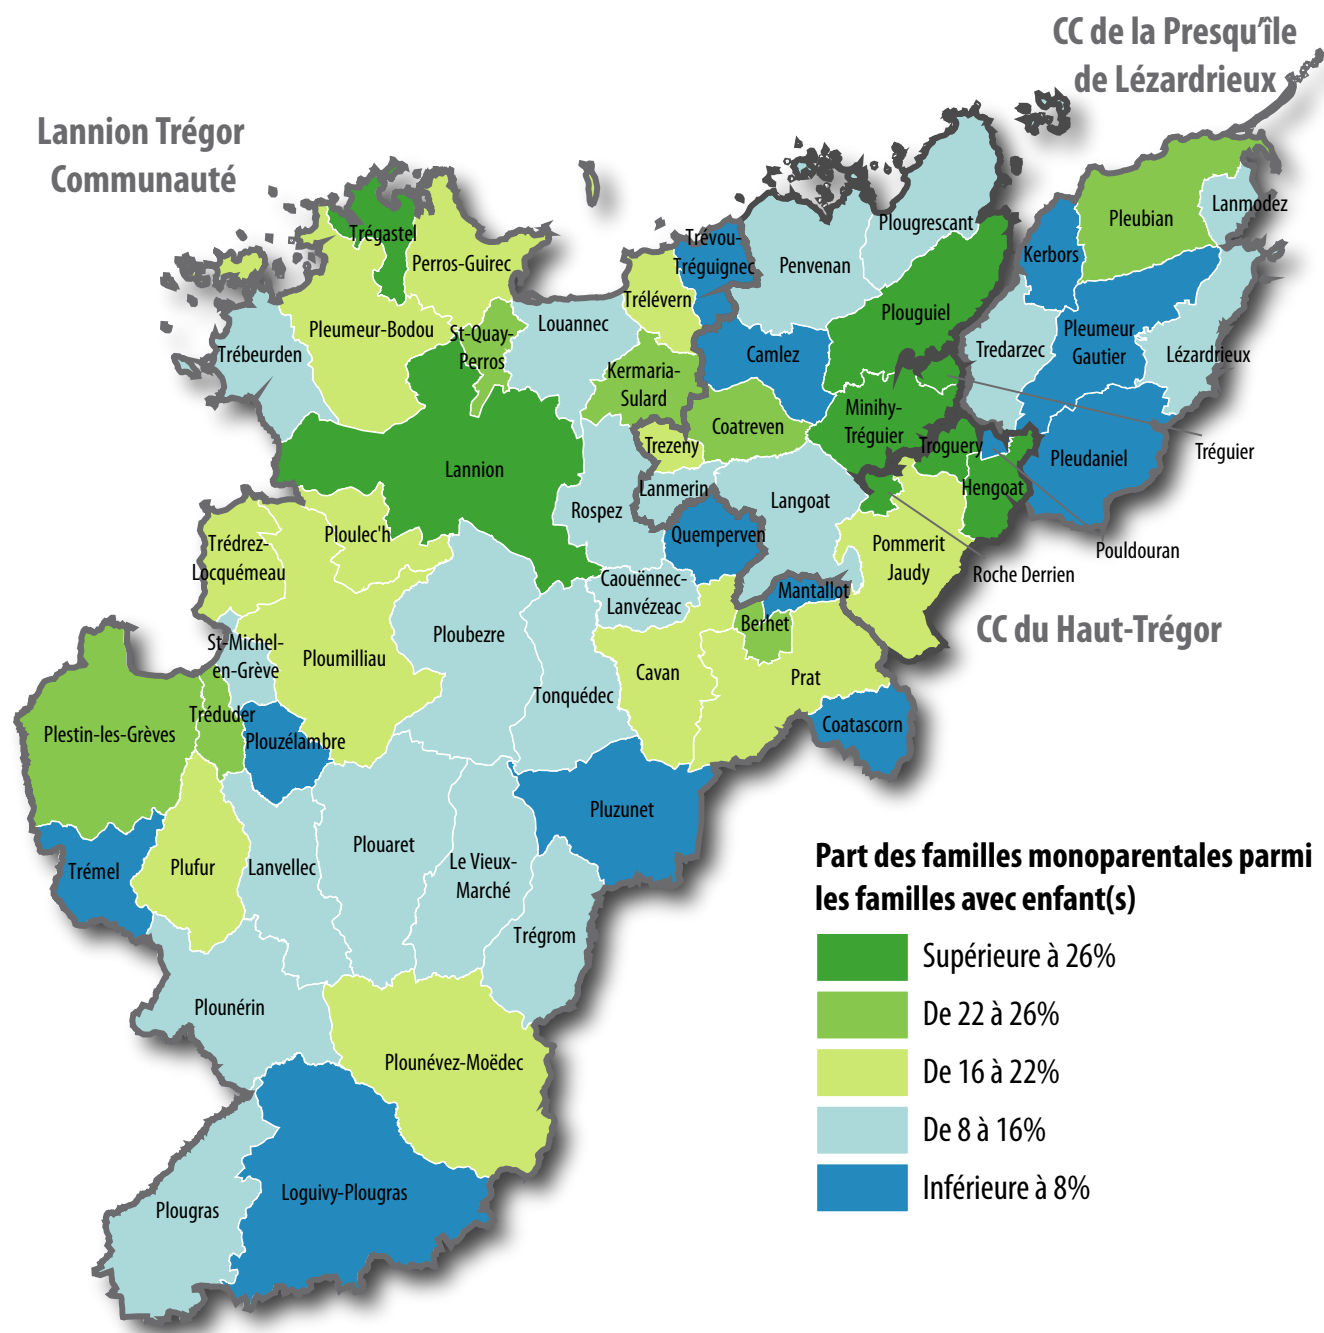 CC de la Presqu'île
de Lézardrieux
Lannion Trégor
Communauté
Trégastel
Perros-Guirec
Pleumeur-Bodou
St-Quay-
Perros
Trébeurden
Louannec
Trélévern
Trévou-
Tréguignec
Penvenan
Plougrescant
Plouguiel
Kerbors
Pleubian
Lanmodez
Camlez
Kermaria-
Sulard
Coatreven
Minihy-
Tréguier
Tredarzec
Pleumeur
Gautier
Lézardrieux
Pleudaniel
Tréguier
Troguery
Hengoat
Pouldouran
Roche Derrien
Pommerit
Jaudy
CC du Haut-Trégor
Lannion
Trezeny
Lanmerin
Langoat
Rospez
Quemperven
Caouënnec-
Lanvézeac
Mantallot
Berhet
Prat
Cavan
Coatascorn
Trédrez-
Locquémeau
Ploulec'h
Ploubezre
Tonquédec
St-Michel-
en-Grève
Ploumilliau
Plestin-les-Grèves
Tréduder
Plouzélambre
Pluzunet
Trémel
Plufur
Lanvellec
Plouaret
Le Vieux-
Marché
Trégrom
Plounérin
Plounévez-Moëdec
Plougras
Loguivy-Plougras
Part des familles monoparentales parmi
les familles avec enfant(s)
Supérieure à 26%
De 22 à 26%
De 16 à 22%
De 8 à 16%
Inférieure à 8%